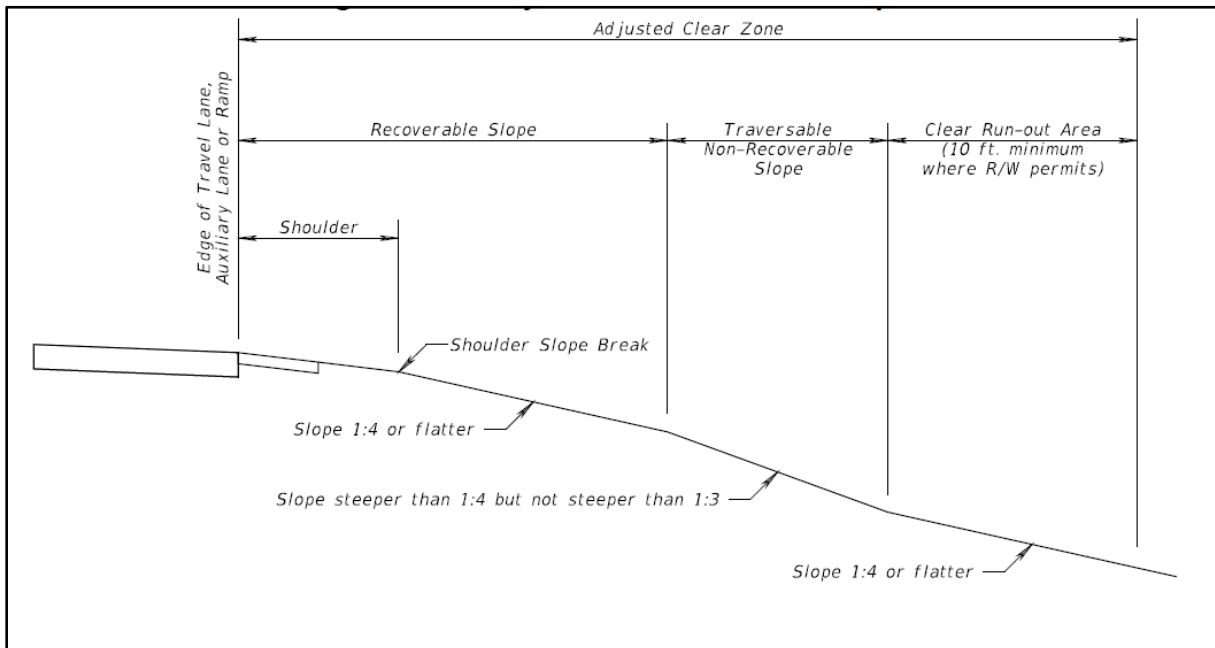 Adjusted Clear Zone
Edge of Travel Lane,
Auxiliary Lane or Ramp
Recoverable Slope
Traversable
Non-Recoverable
Slope
Clear Run-out Area
(10 ft. minimum
where R/W permits)
Shoulder
Shoulder Slope Break
Slope 1:4 or flatter
Slope steeper than 1:4 but not steeper than 1:3
Slope 1:4 or flatter